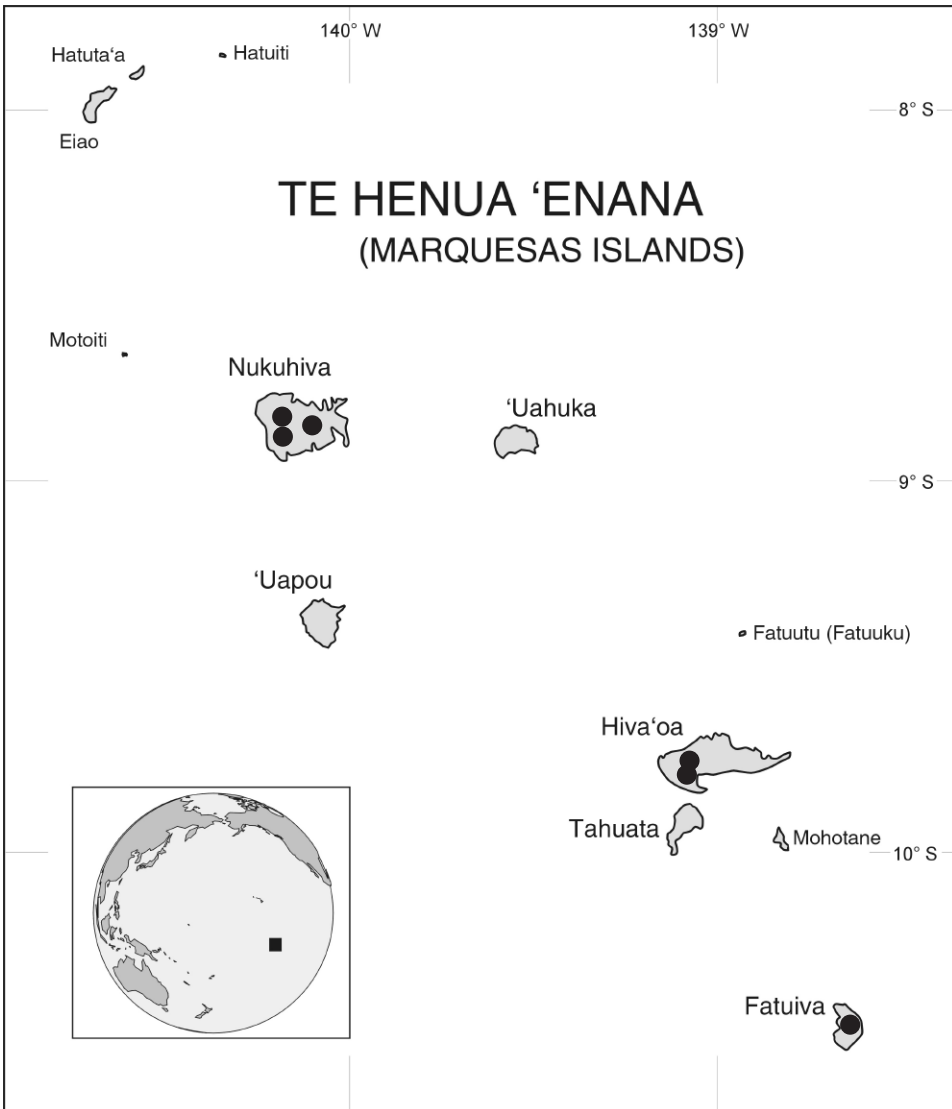 140° W
139° W
Hatuta‘a
Hatuiti
8° S
Eiao
TE HENUA ‘ENANA
(MARQUESAS ISLANDS)
Motoiti
Nukuhiva
‘Uahuka
9° S
‘Uapou
Fatuutu (Fatuuku)
Hiva‘oa
Tahuata
Mohotane
10° S
Fatuiva